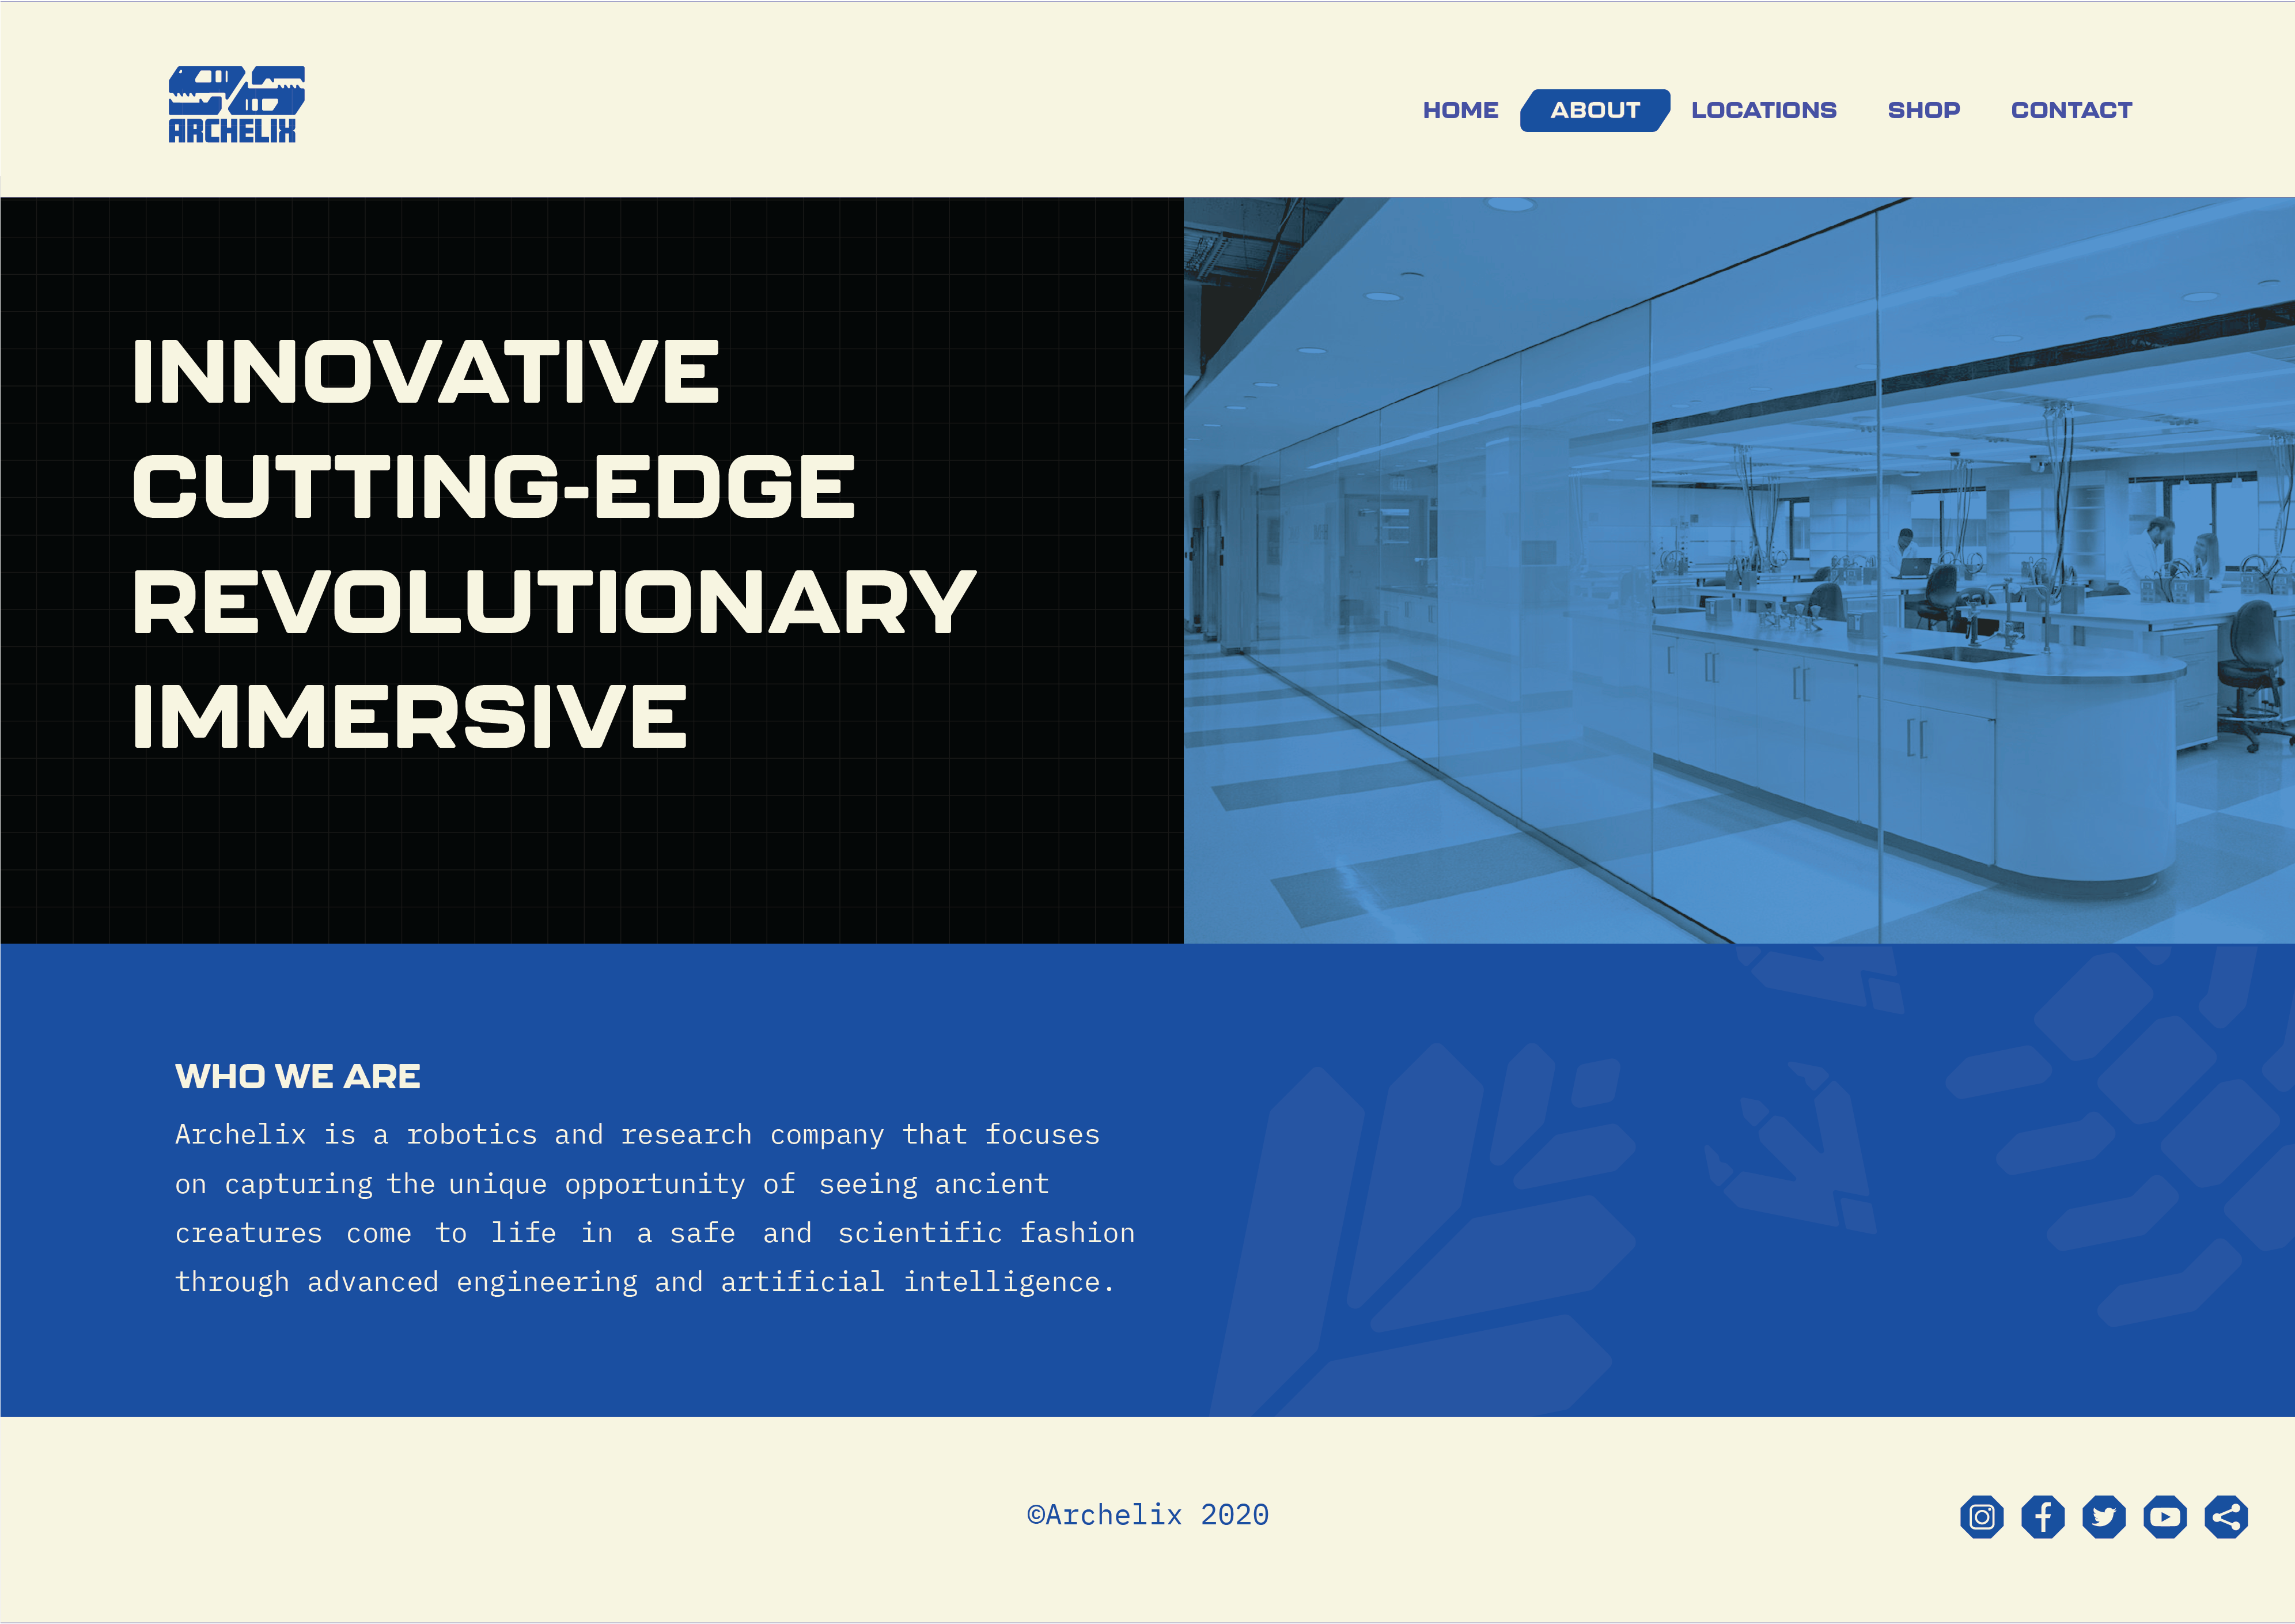 ARCHELIX
HOME ABOUT LOCATIONS SHOP CONTACT
INNOVATIVE
CUTTING-EDGE
REVOLUTIONARY
IMMERSIVE
WHO WE ARE
Archelix is a robotics and research company that focuses
on capturing the unique opportunity of seeing ancient
creatures come to life in a safe and scientific fashion
through advanced engineering and artificial intelligence.
©Archelix 2020